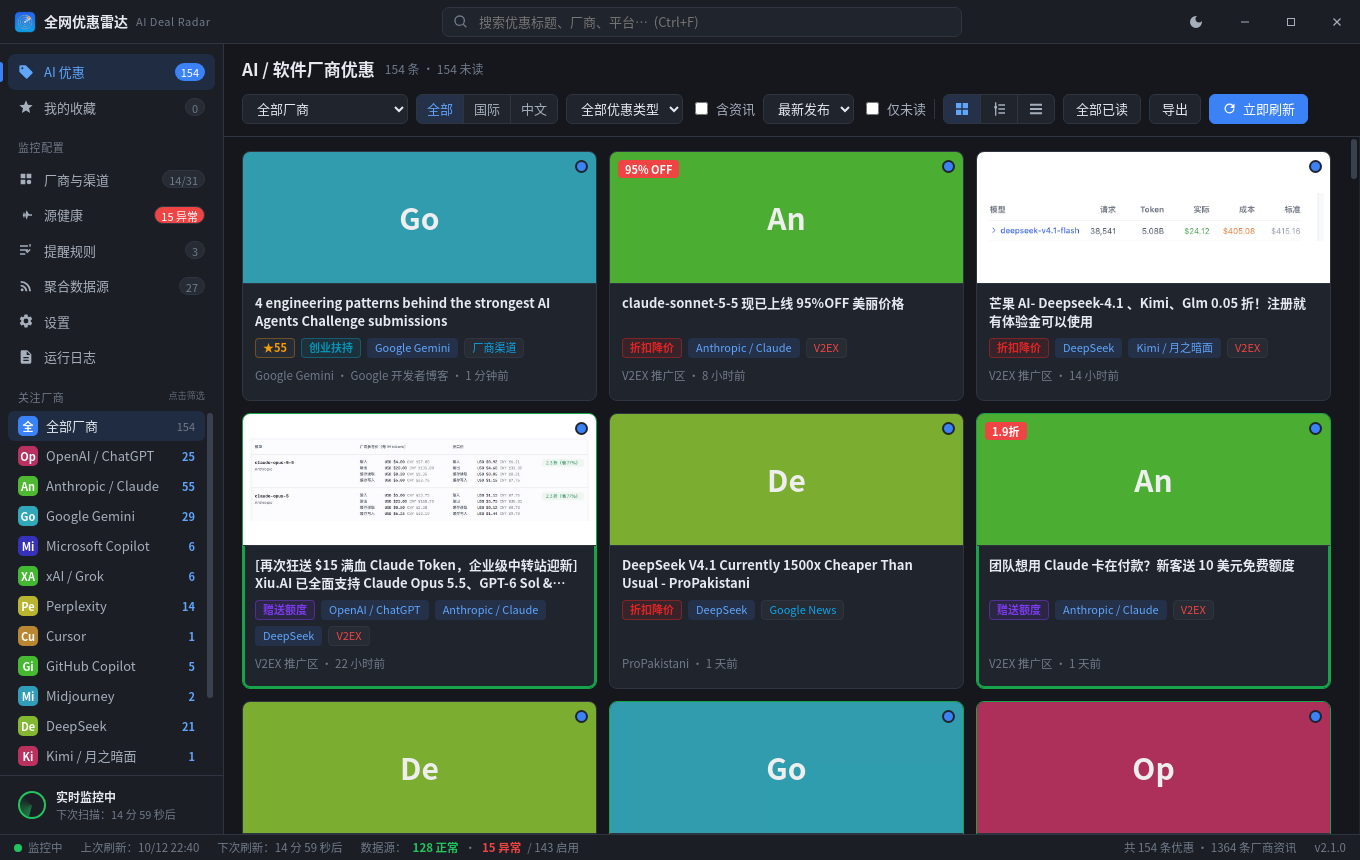 全网优惠雷达 AI Deal Radar
搜索优惠标题、厂商、平台… (Ctrl+F)
AI 优惠 154
我的收藏 0
监控配置
厂商与渠道 14/31
源健康 15 异常
提醒规则 3
聚合数据源 27
设置
运行日志
关注厂商 点击筛选
全 全部厂商 154
Op OpenAI / ChatGPT 25
An Anthropic / Claude 55
Go Google Gemini 29
Mi Microsoft Copilot 6
XA xAI / Grok 6
Pe Perplexity 14
Cu Cursor 1
Gi GitHub Copilot 5
Mi Midjourney 2
De DeepSeek 21
Ki Kimi / 月之暗面 1
实时监控中
下次扫描：14 分 59 秒后
AI / 软件厂商优惠 154 条 · 154 未读
全部厂商 全部 国际 中文 全部优惠类型 含资讯 最新发布 仅未读 全部已读 导出 立即刷新
Go
4 engineering patterns behind the strongest AI
Agents Challenge submissions
★55 创业扶持 Google Gemini 厂商渠道
Google Gemini · Google 开发者博客 · 1 分钟前
95% OFF
An
claude-sonnet-5-5 现已上线 95%OFF 美丽价格
折扣降价 Anthropic / Claude V2EX
V2EX 推广区 · 8 小时前
模型 请求 Token 实际 成本 标准
deepseek-v4.1-flash 38,541 5.08B $24.12 $405.08 $415.16
芒果 AI- Deepseek-4.1 、Kimi、Glm 0.05 折！注册就
有体验金可以使用
折扣降价 DeepSeek Kimi / 月之暗面 V2EX
V2EX 推广区 · 14 小时前
[再次狂送 $15 满血 Claude Token，企业级中转站迎新]
Xiu.AI 已全面支持 Claude Opus 5.5、GPT-6 Sol &…
赠送额度 OpenAI / ChatGPT Anthropic / Claude
DeepSeek V2EX
V2EX 推广区 · 22 小时前
De
DeepSeek V4.1 Currently 1500x Cheaper Than
Usual - ProPakistani
折扣降价 DeepSeek Google News
ProPakistani · 1 天前
1.9折
An
团队想用 Claude 卡在付款？新客送 10 美元免费额度
赠送额度 Anthropic / Claude V2EX
V2EX 推广区 · 1 天前
De
Go
Op
监控中 上次刷新：10/12 22:40 下次刷新：14 分 59 秒后 数据源： 128 正常 · 15 异常 / 143 启用
共 154 条优惠 · 1364 条厂商资讯 v2.1.0